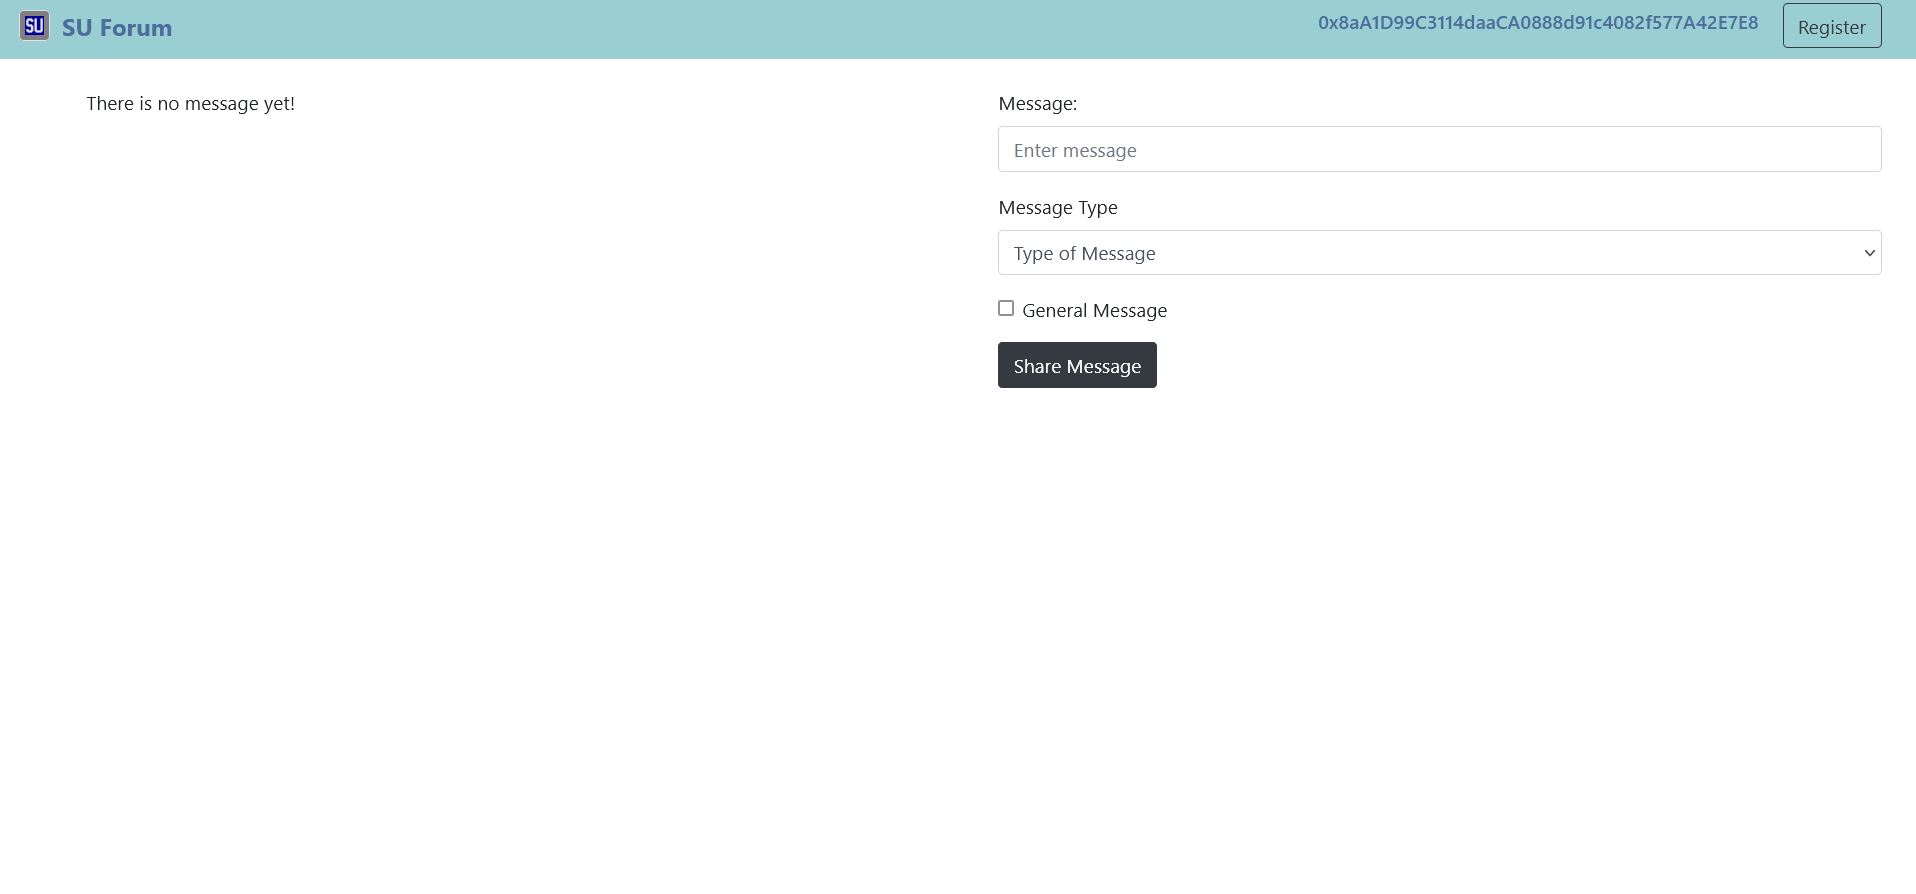 SU SU Forum
0x8aA1D99C3114daaCA0888d91c4082f577A42E7E8
Register
There is no message yet!
Message:
Enter message
Message Type
Type of Message
General Message
Share Message